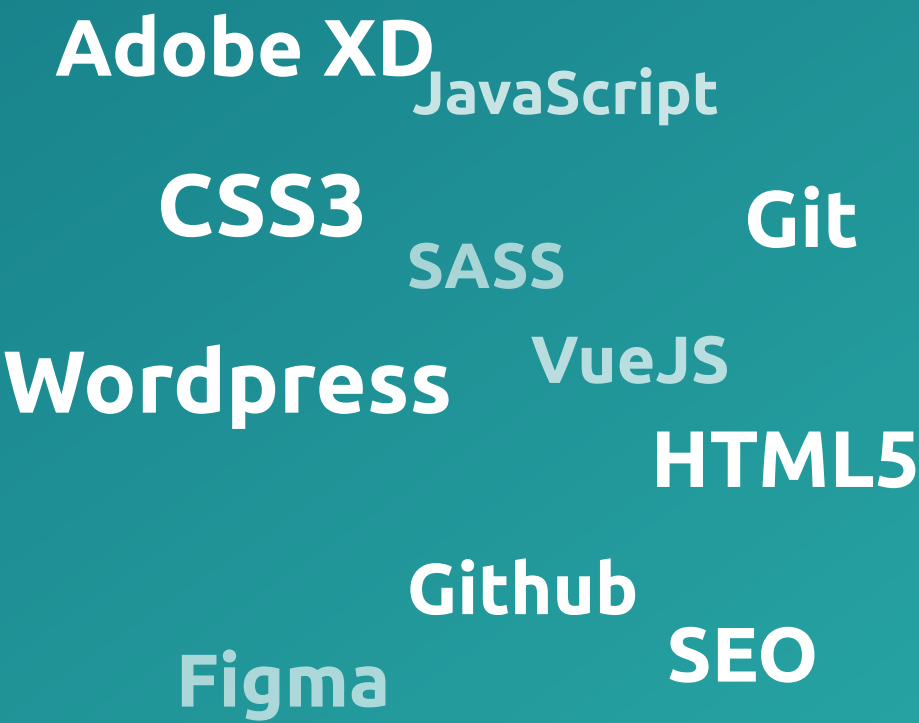 Adobe XD
JavaScript
CSS3
Git
SASS
VueJS
Wordpress
HTML5
Github
SEO
Figma